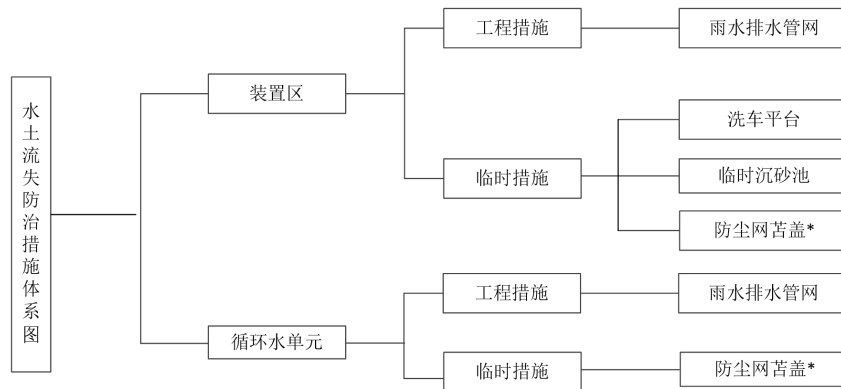 水土流失防治措施体系图
装置区
工程措施
雨水排水管网
临时措施
洗车平台
临时沉砂池
防尘网苫盖*
循环水单元
工程措施
雨水排水管网
临时措施
防尘网苫盖*